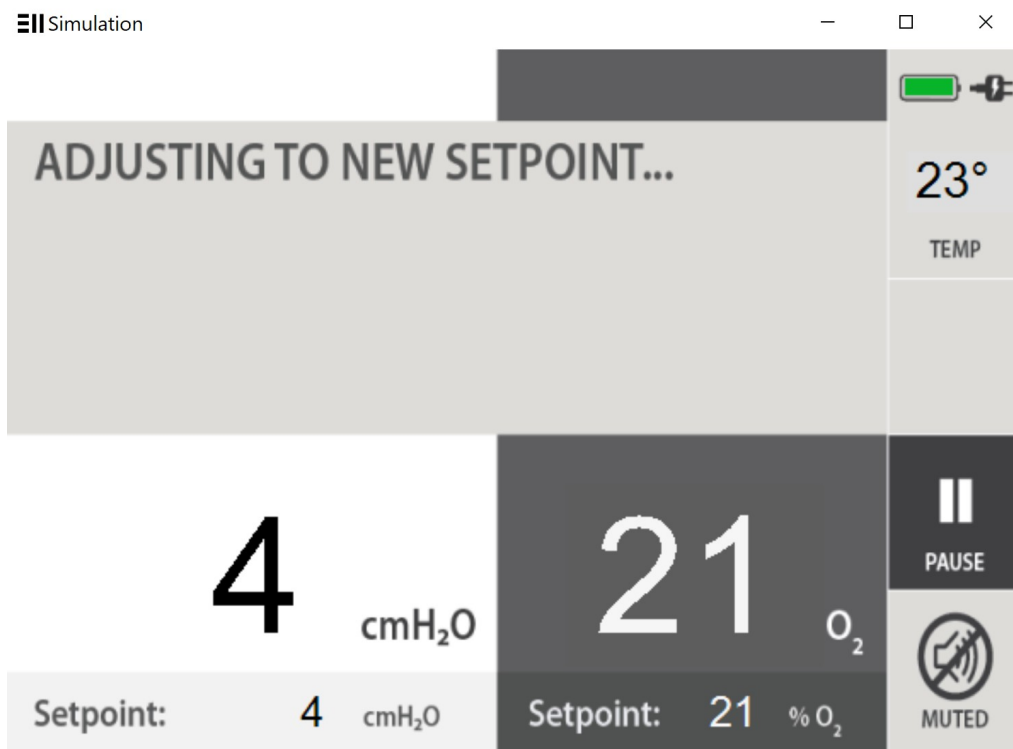 Simulation
ADJUSTING TO NEW SETPOINT...
23°
TEMP
4 cmH₂O
21 O₂
PAUSE
Setpoint: 4 cmH₂O
Setpoint: 21 % O₂
MUTED